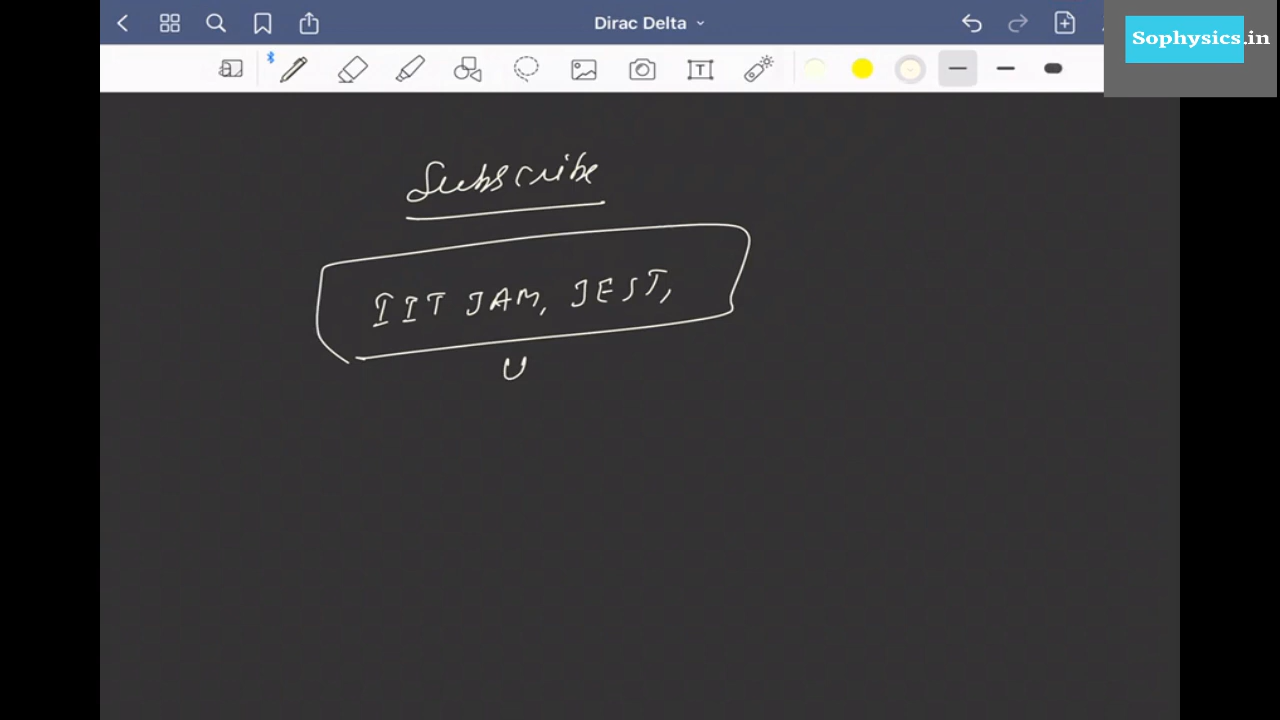 Dirac Delta
Sophysics.in
Subscribe
IIT JAM, JEST,
U